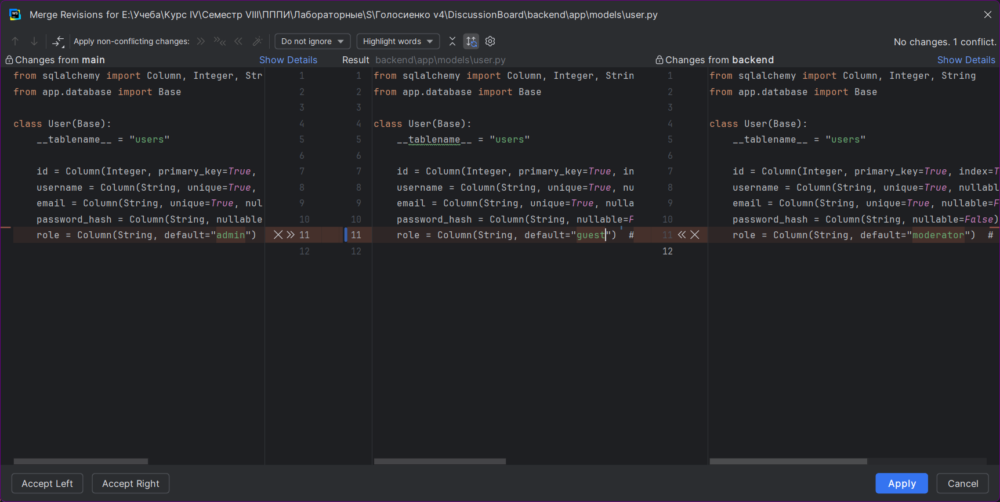 WS
Merge Revisions for E:\Учеба\Курс IV\Семестр VIII\ПППИ\Лабораторные\S\Голосиенко v4\DiscussionBoard\backend\app\models\user.py
Apply non-conflicting changes:
Do not ignore
Highlight words
No changes. 1 conflict.
Changes from main
Show Details
Result backend\app\models\user.py
Changes from backend
Show Details
from sqlalchemy import Column, Integer, Str
from app.database import Base
class User(Base):
__tablename__ = "users"
id = Column(Integer, primary_key=True,
username = Column(String, unique=True,
email = Column(String, unique=True, nul
password_hash = Column(String, nullable
role = Column(String, default="admin")
1 1
2 2
3 3
4 4
5 5
6 6
7 7
8 8
9 9
10 10
11 11
12 12
from sqlalchemy import Column, Integer, Strin
from app.database import Base
class User(Base):
__tablename__ = "users"
id = Column(Integer, primary_key=True, in
username = Column(String, unique=True, nu
email = Column(String, unique=True, nulla
password_hash = Column(String, nullable=F
role = Column(String, default="guest") #
1
2
3
4
5
6
7
8
9
10
11
12
from sqlalchemy import Column, Integer, String
from app.database import Base
class User(Base):
__tablename__ = "users"
id = Column(Integer, primary_key=True, index=T
username = Column(String, unique=True, nullabl
email = Column(String, unique=True, nullable=F
password_hash = Column(String, nullable=False)
role = Column(String, default="moderator") #
Accept Left
Accept Right
Apply
Cancel